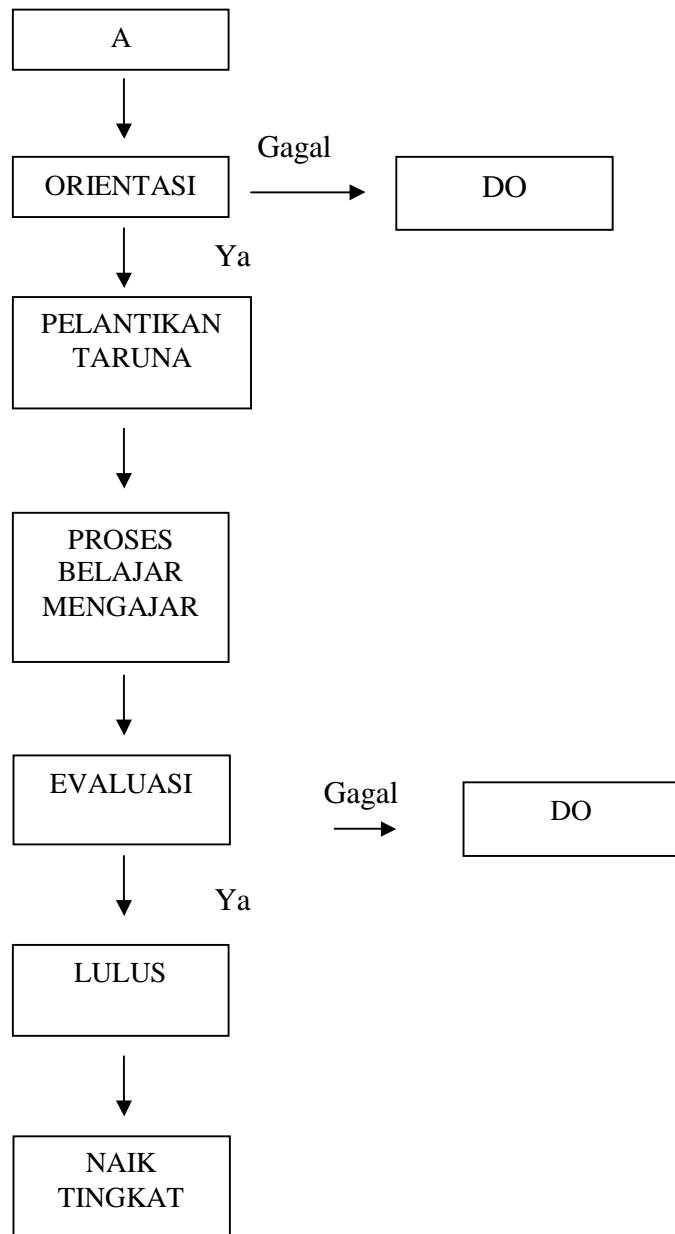 A
Gagal
ORIENTASI
DO
Ya
PELANTIKAN
TARUNA
PROSES
BELAJAR
MENGAJAR
EVALUASI
Gagal
DO
Ya
LULUS
NAIK
TINGKAT